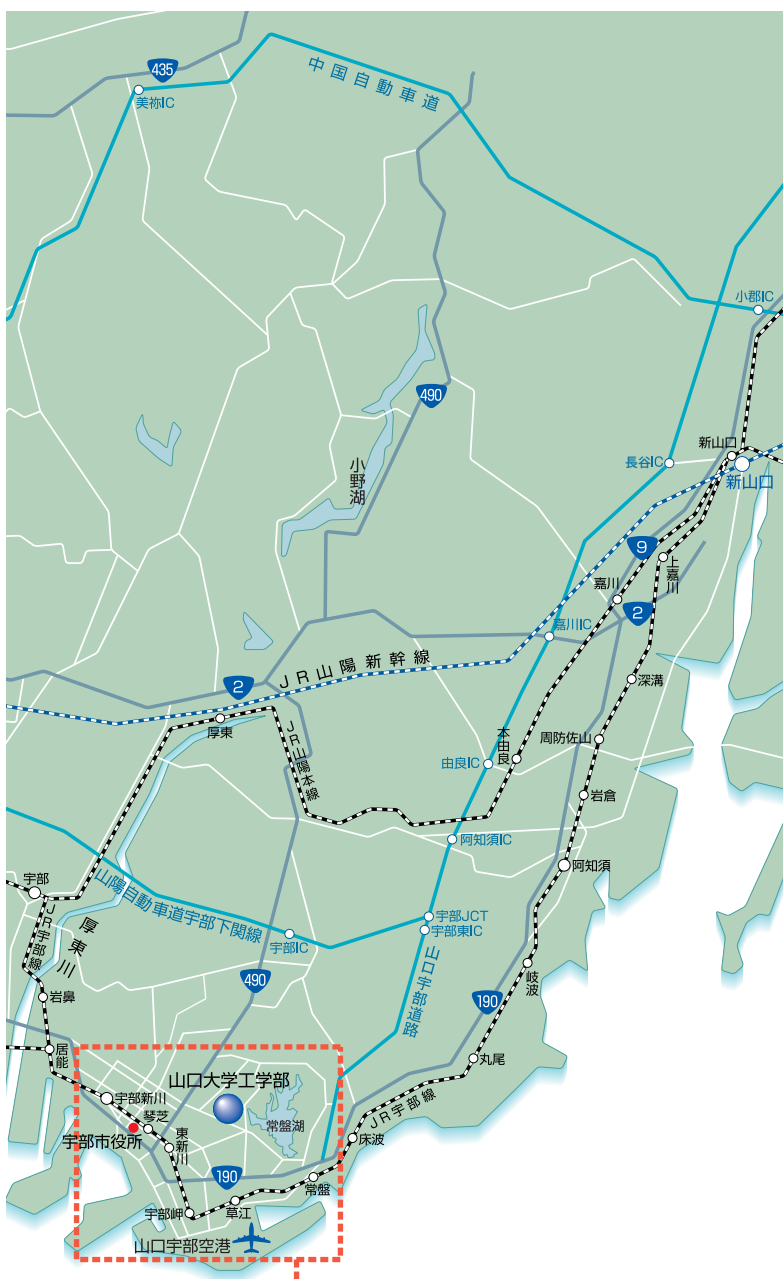 435
中国自動車道
美祢IC
小郡IC
490
新山口
長谷IC
新山口
小野湖
9
上嘉川
嘉川
2
嘉川IC
JR山陽新幹線
2
深溝
厚東
JR山陽本線
本由良
周防佐山
由良IC
岩倉
阿知須IC
阿知須
宇部
山陽自動車道宇部下関線
宇部JCT
宇部東IC
宇部IC
JR宇部線
厚東川
山口宇部道路
岐波
490
190
岩鼻
居能
丸尾
山口大学工学部
宇部新川
常盤湖
JR宇部線
琴芝
宇部市役所
東新川
床波
190
常盤
草江
宇部岬
山口宇部空港